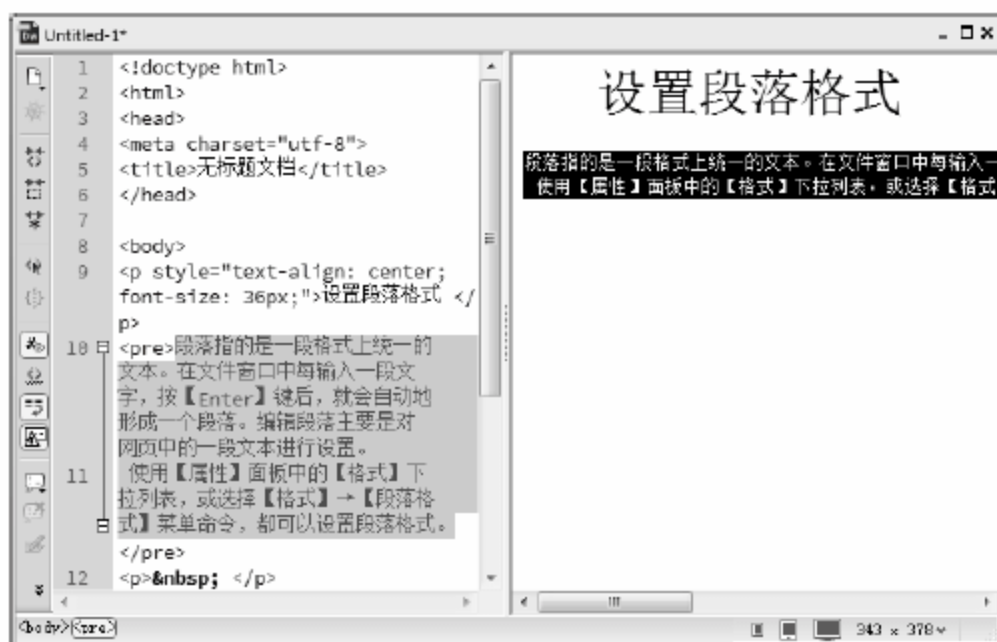 Untitled-1*
1 <!doctype html>
2 <html>
3 <head>
4 <meta charset="utf-8">
5 <title>无标题文档</title>
6 </head>
7
8 <body>
9 <p style="text-align: center;
font-size: 36px;">设置段落格式 </
p>
10 <pre>段落指的是一段格式上统一的
文本。在文件窗口中每输入一段文
字，按【Enter】键后，就会自动地
形成一个段落。编辑段落主要是对
网页中的一段文本进行设置。
11 使用【属性】面板中的【格式】下
拉列表，或选择【格式】→【段落格
式】菜单命令，都可以设置段落格式。
</pre>
12 <p>&nbsp; </p>
设置段落格式
段落指的是一段格式上统一的文本。在文件窗口中每输入一
使用【属性】面板中的【格式】下拉列表，或选择【格式
<body><pre>
343 × 378